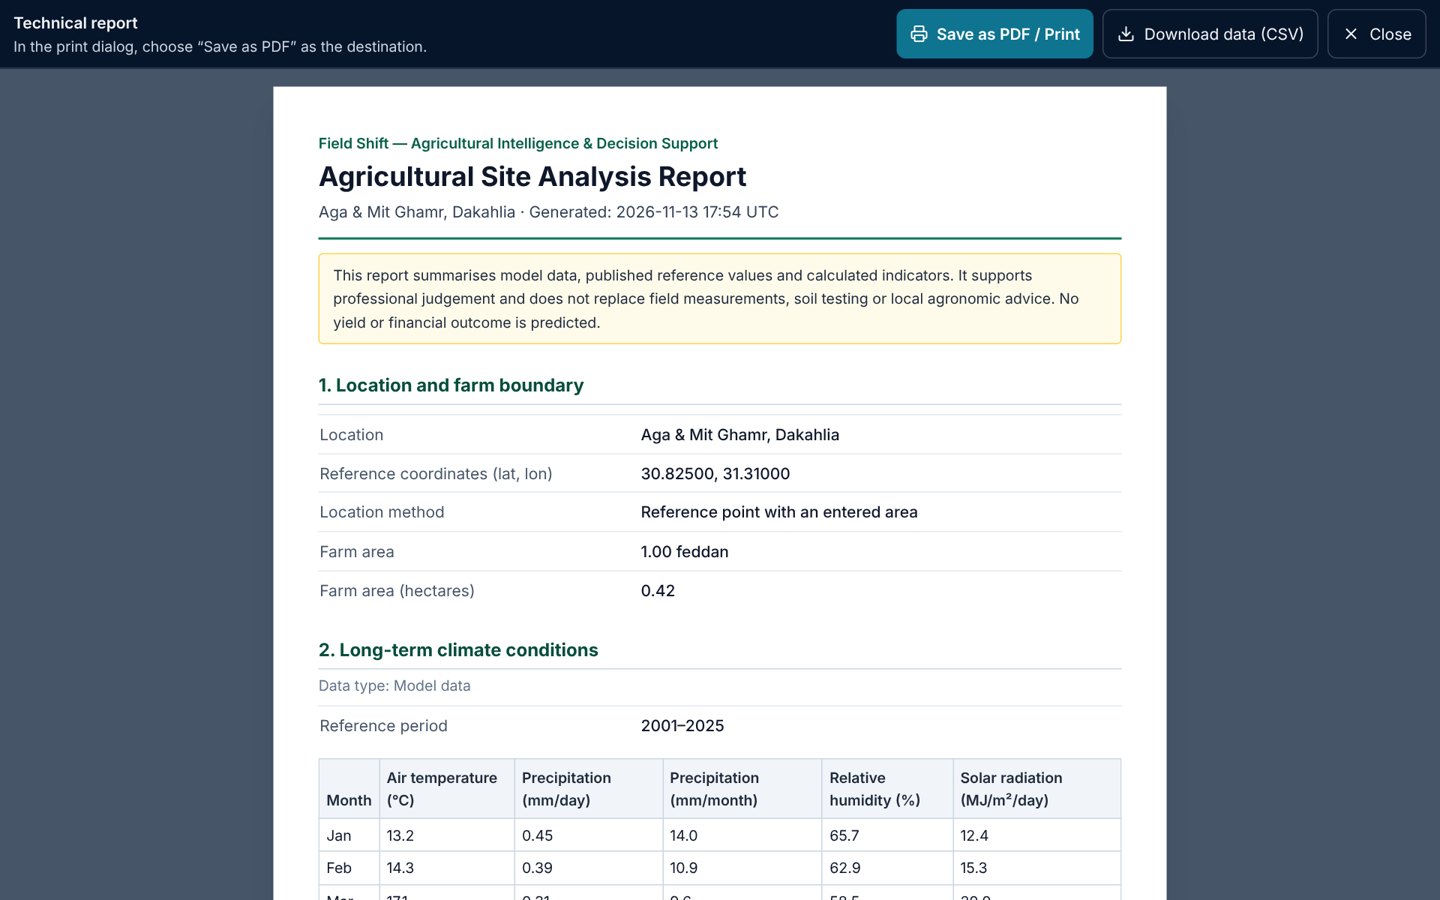 Technical report
In the print dialog, choose “Save as PDF” as the destination.
Save as PDF / Print
Download data (CSV)
Close
Field Shift — Agricultural Intelligence & Decision Support
Agricultural Site Analysis Report
Aga & Mit Ghamr, Dakahlia · Generated: 2026-11-13 17:54 UTC
This report summarises model data, published reference values and calculated indicators. It supports
professional judgement and does not replace field measurements, soil testing or local agronomic advice. No
yield or financial outcome is predicted.
1. Location and farm boundary
Location Aga & Mit Ghamr, Dakahlia
Reference coordinates (lat, lon) 30.82500, 31.31000
Location method Reference point with an entered area
Farm area 1.00 feddan
Farm area (hectares) 0.42
2. Long-term climate conditions
Data type: Model data
Reference period 2001–2025
Month Air temperature (°C) Precipitation (mm/day) Precipitation (mm/month) Relative humidity (%) Solar radiation (MJ/m²/day)
Jan 13.2 0.45 14.0 65.7 12.4
Feb 14.3 0.39 10.9 62.9 15.3